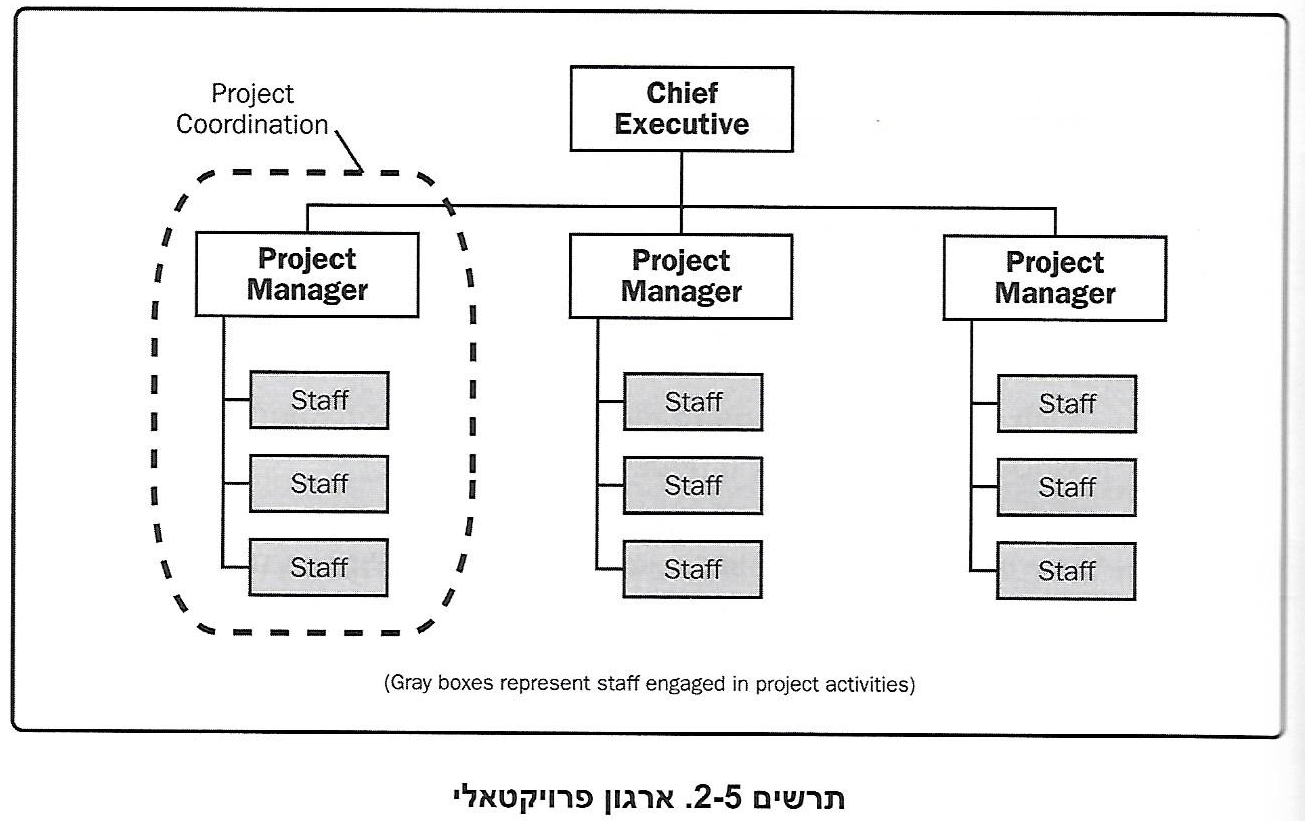 Project
Coordination
Chief
Executive
Project
Manager
Project
Manager
Project
Manager
Staff
Staff
Staff
Staff
Staff
Staff
Staff
Staff
Staff
(Gray boxes represent staff engaged in project activities)
תרשים 2-5. ארגון פרויקטאלי